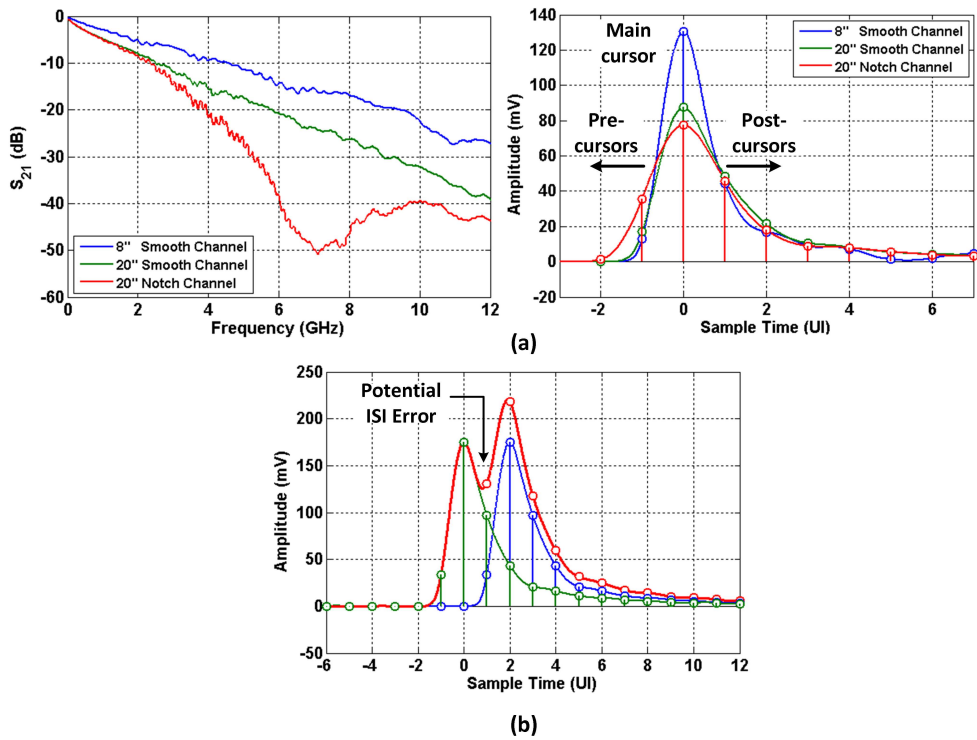 0
-10
-20
-30
-40
-50
-60
S21 (dB)
8" Smooth Channel
20" Smooth Channel
20" Notch Channel
0 2 4 6 8 10 12
Frequency (GHz)
140
120
100
80
60
40
20
0
-20
Amplitude (mV)
Main
cursor
8" Smooth Channel
20" Smooth Channel
20" Notch Channel
Pre-
cursors
Post-
cursors
-2 0 2 4 6
Sample Time (UI)
(a)
250
200
150
100
50
0
-50
Amplitude (mV)
Potential
ISI Error
-6 -4 -2 0 2 4 6 8 10 12
Sample Time (UI)
(b)